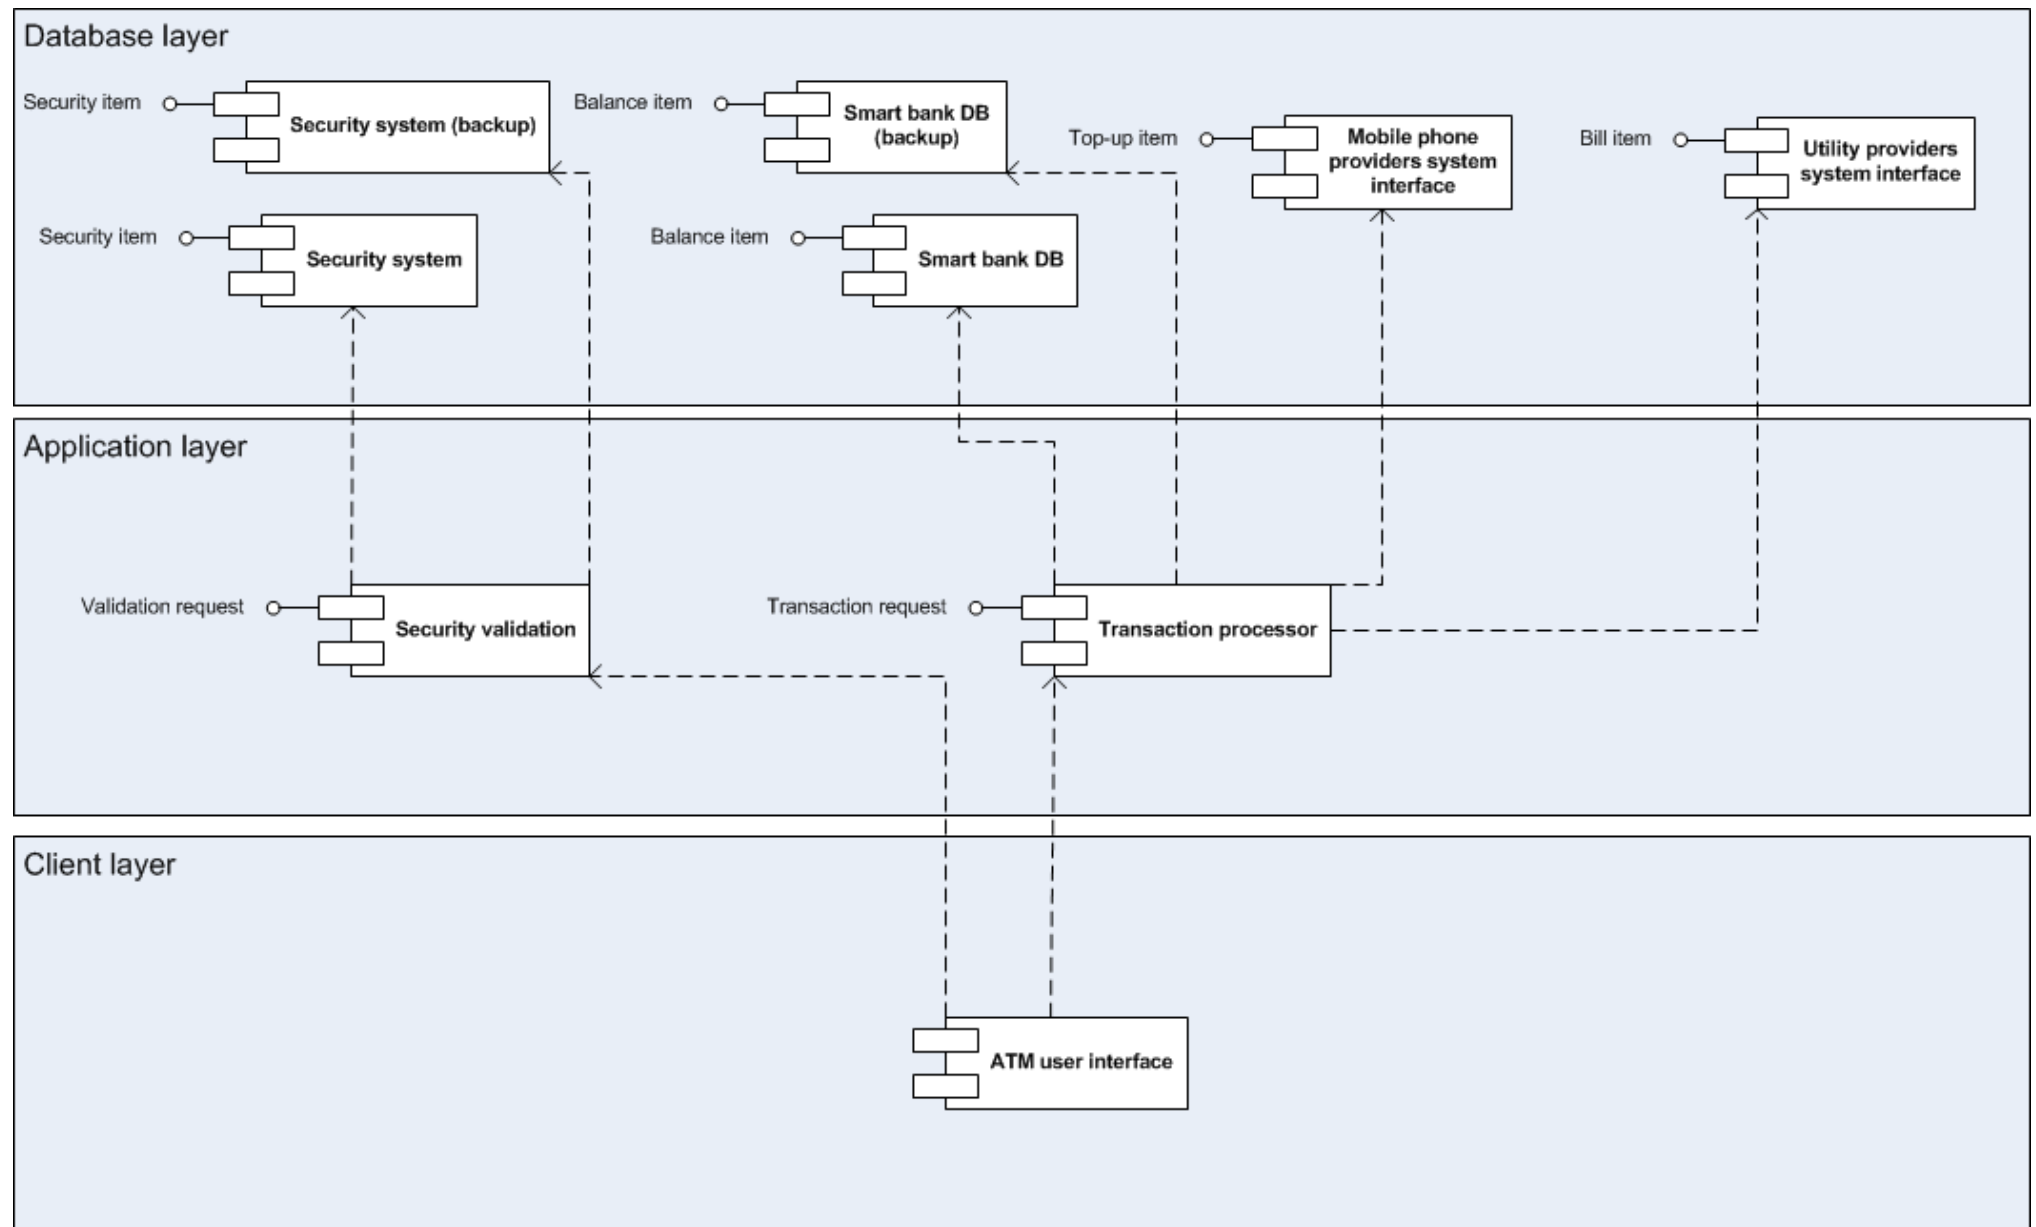 Database layer
Security item
Security system (backup)
Balance item
Smart bank DB
(backup)
Top-up item
Mobile phone
providers system
interface
Bill item
Utility providers
system interface
Security item
Security system
Balance item
Smart bank DB
Application layer
Validation request
Security validation
Transaction request
Transaction processor
Client layer
ATM user interface